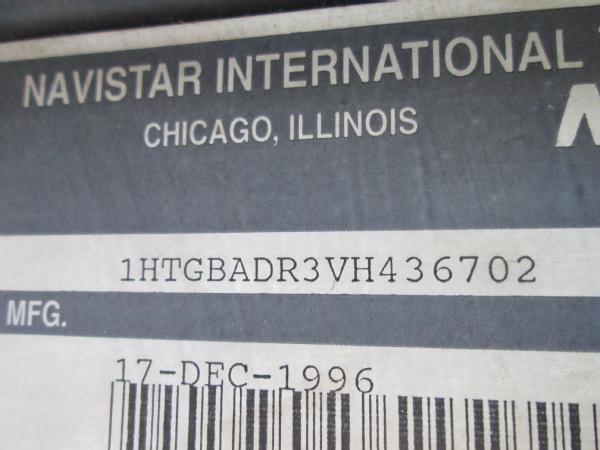 NAVISTAR INTERNATIONAL
CHICAGO, ILLINOIS
1HTGBADR3VH436702
MFG.
17-DEC-1996